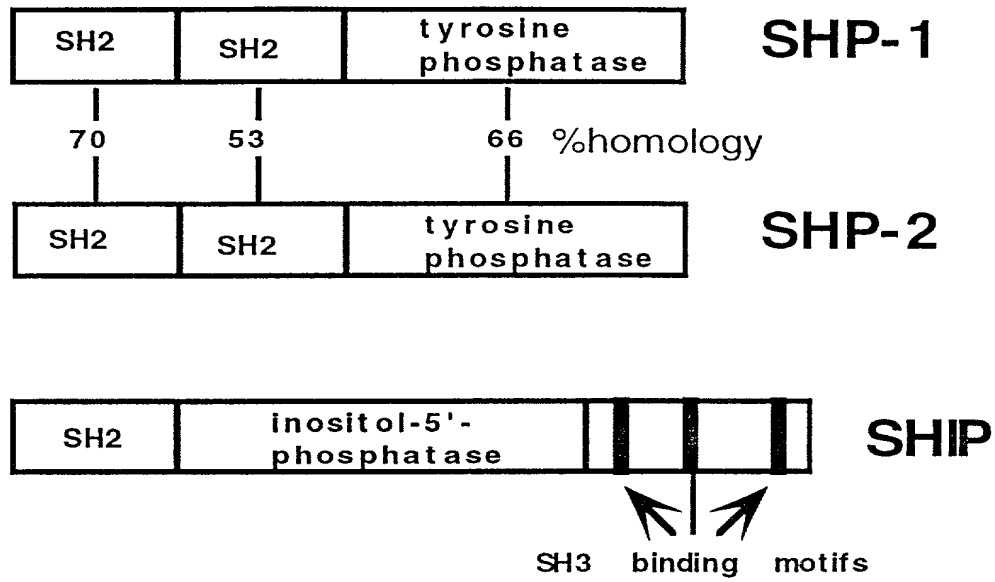 SH2 SH2 tyrosine
phosphatase
SHP-1
70 53 66 %homology
SH2 SH2 tyrosine
phosphatase
SHP-2
SH2 inositol-5'-
phosphatase
SHIP
SH3 binding motifs